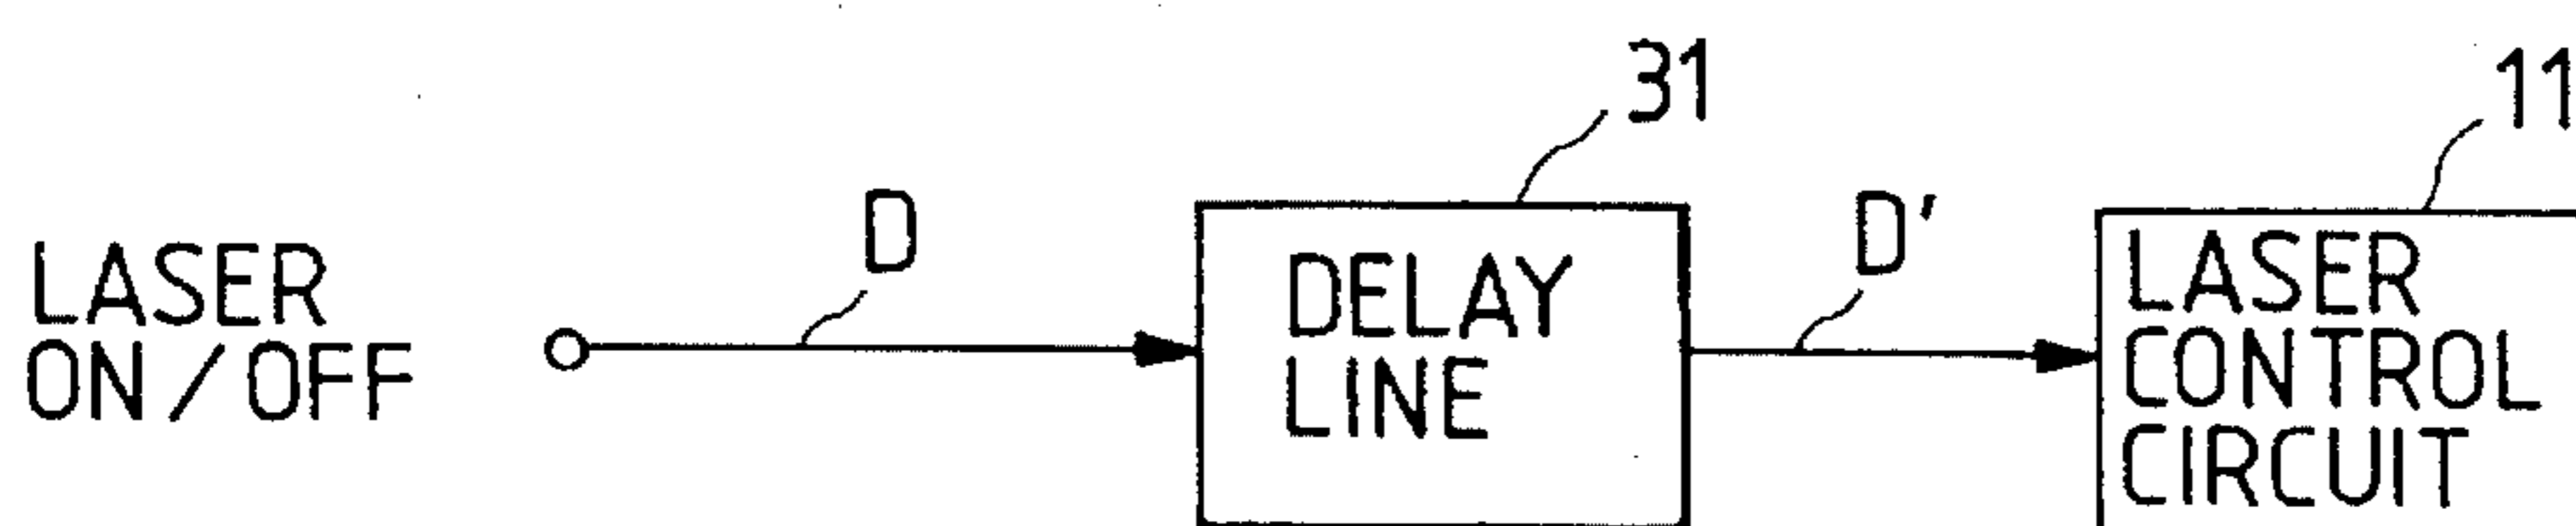 31
11
D
D'
LASER
ON/OFF
DELAY
LINE
LASER
CONTROL
CIRCUIT